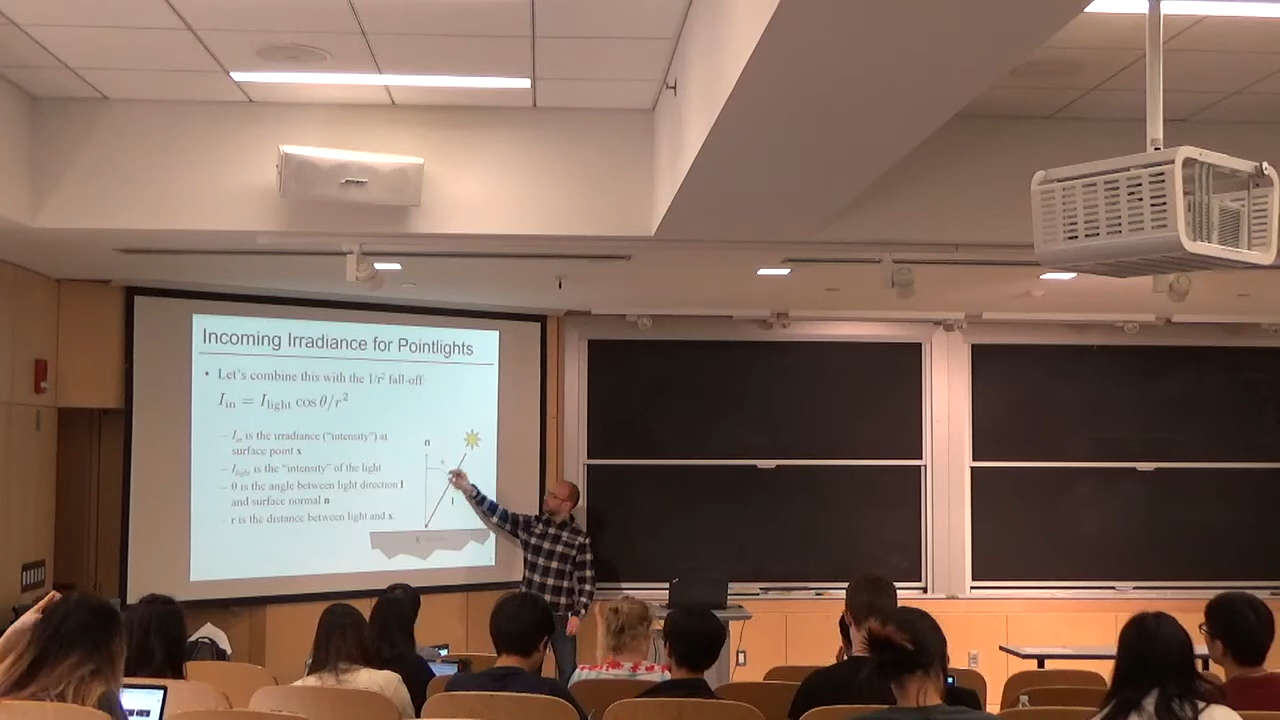 Incoming Irradiance for Pointlights
• Let's combine this with the 1/r² fall-off:
I_in = I_light cos θ/r²
– I_in is the irradiance ("intensity") at
surface point x
– I_light is the "intensity" of the light
– θ is the angle between light direction l
and surface normal n
– r is the distance between light and x.
n
l
x